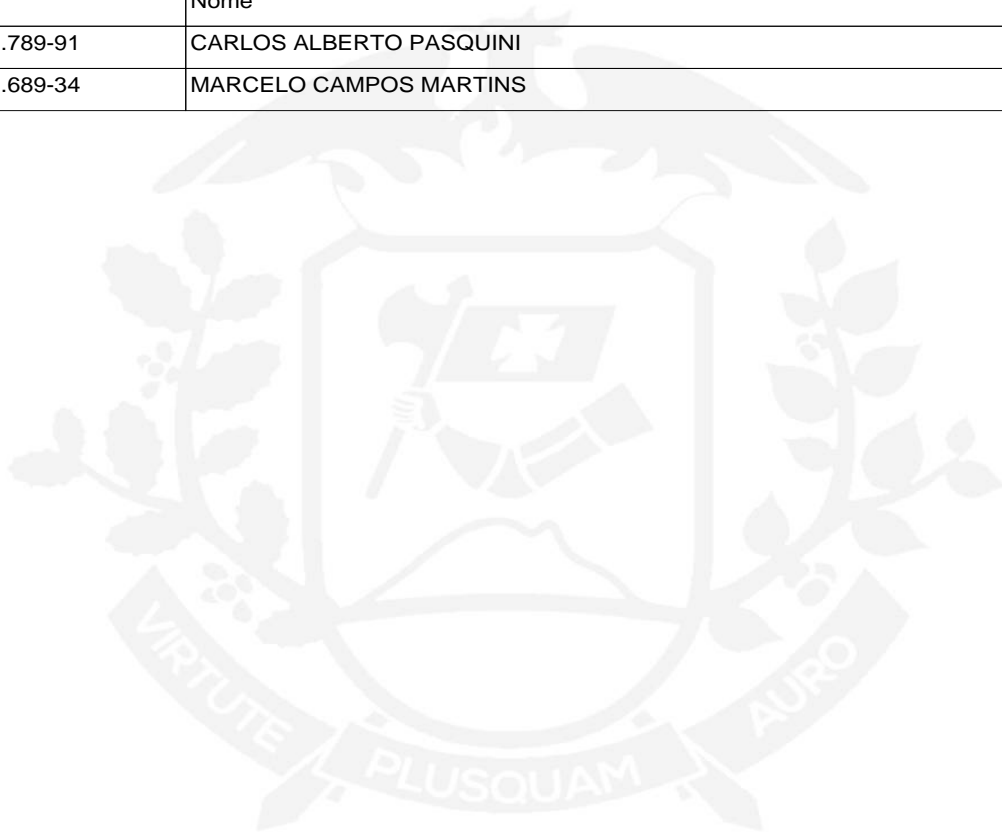 Nome
.789-91 CARLOS ALBERTO PASQUINI
.689-34 MARCELO CAMPOS MARTINS
VIRTUTE PLUSQUAM AURO